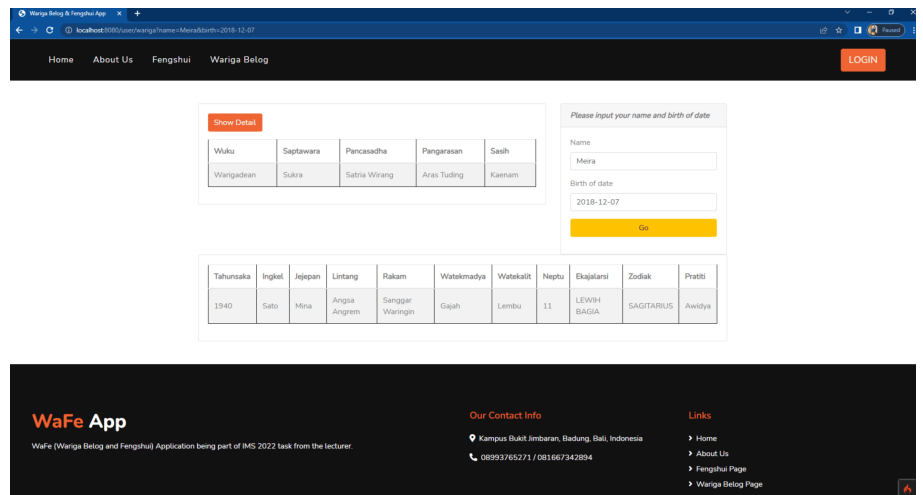 Wariga Belog & Fengshui App
localhost:8080/user/wariga?name=Meira&birth=2018-12-07
Paused
Home About Us Fengshui Wariga Belog
LOGIN
Show Detail
Wuku Saptawara Pancasadha Pangarasan Sasih
Warigadean Sukra Satria Wirang Aras Tuding Kaenam
Please input your name and birth of date
Name
Meira
Birth of date
2018-12-07
Go
Tahunsaka Ingkel Jejepan Lintang Rakam Watekmadya Watekalit Neptu Ekajalarsi Zodiak Pratiti
1940 Sato Mina Angsa Angrem Sanggar Waringin Gajah Lembu 11 LEWIH BAGIA SAGITARIUS Awidya
WaFe App
WaFe (Wariga Belog and Fengshui) Application being part of IMS 2022 task from the lecturer.
Our Contact Info
Kampus Bukit Jimbaran, Badung, Bali, Indonesia
08993765271 / 081667342894
Links
Home
About Us
Fengshui Page
Wariga Belog Page